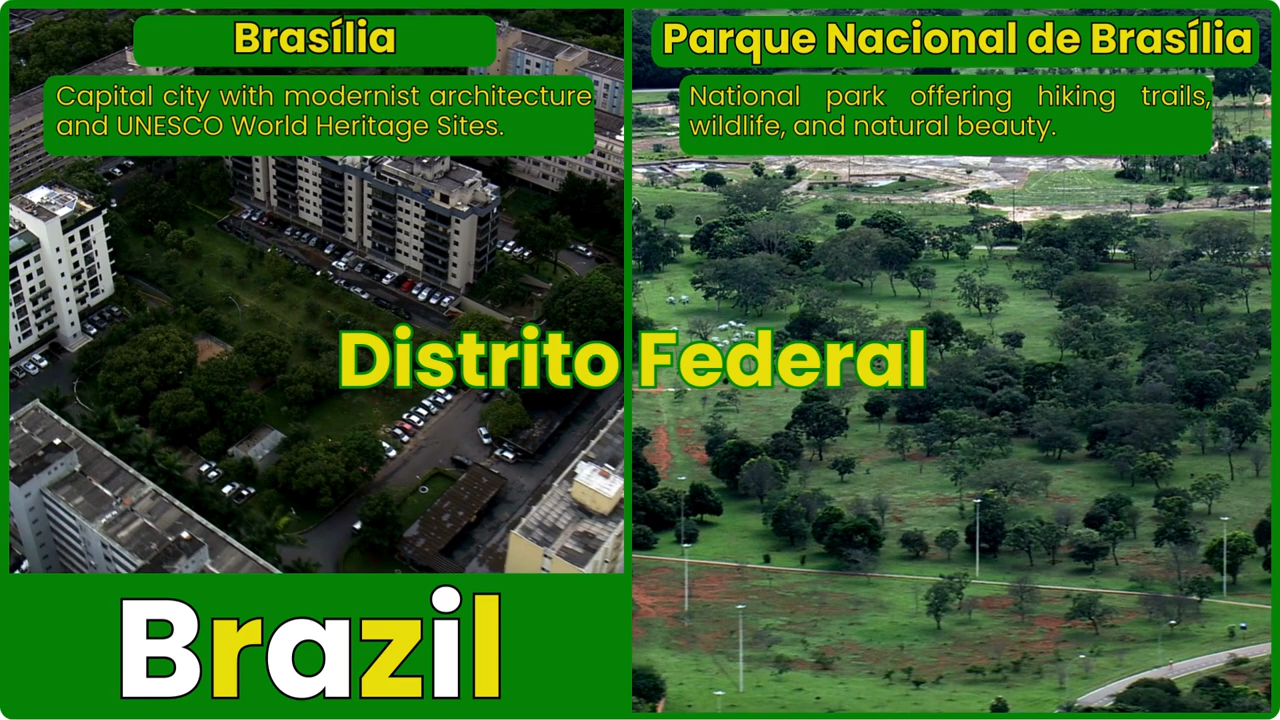 Brasília
Capital city with modernist architecture
and UNESCO World Heritage Sites.
Parque Nacional de Brasília
National park offering hiking trails,
wildlife, and natural beauty.
Distrito Federal
Brazil